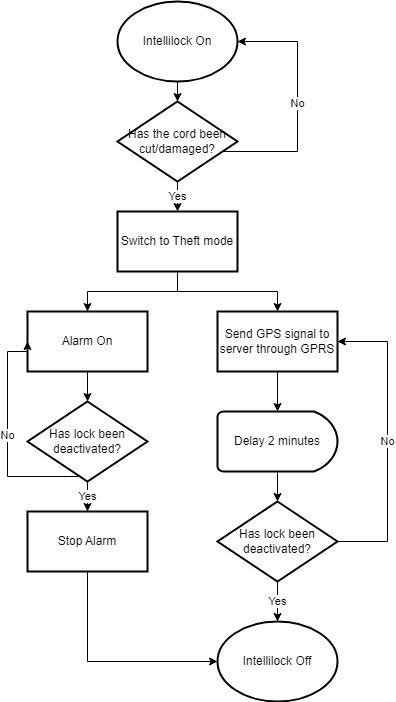 Intellilock On
No
Has the cord been
cut/damaged?
Yes
Switch to Theft mode
Alarm On
Send GPS signal to
server through GPRS
No
Has lock been
deactivated?
Delay 2 minutes
No
Yes
Stop Alarm
Has lock been
deactivated?
Yes
Intellilock Off